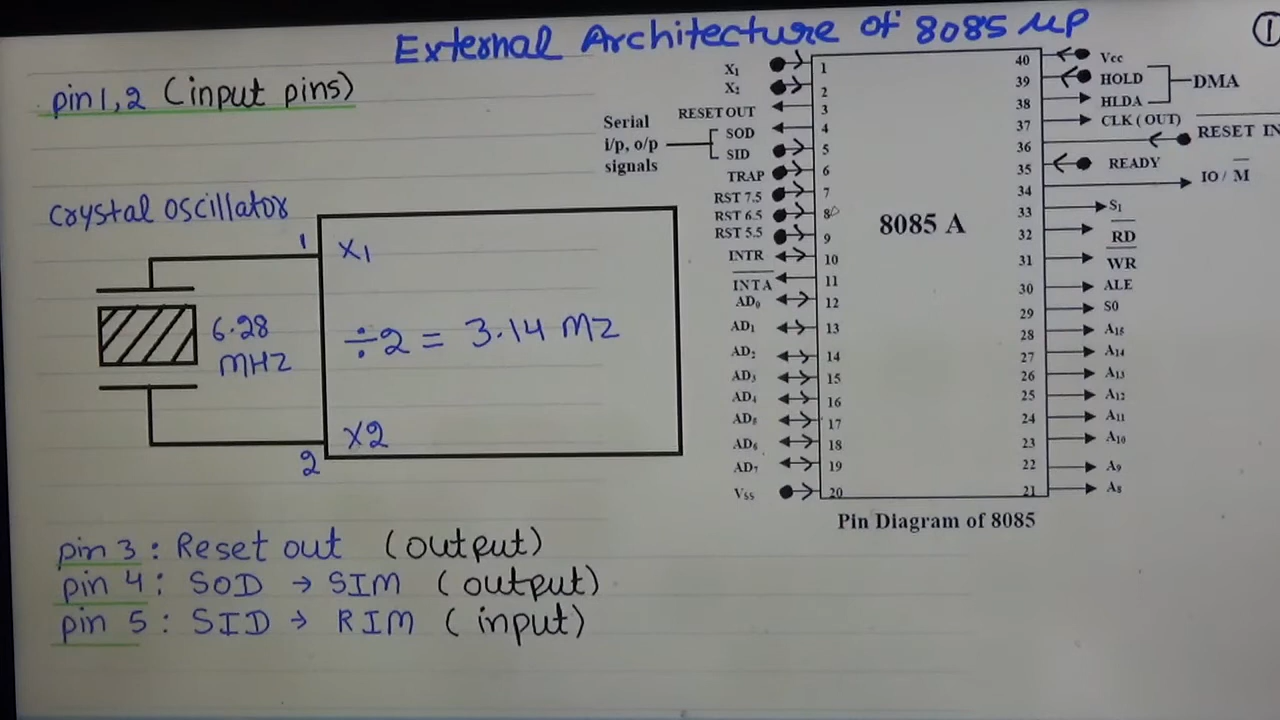 External Architecture of 8085 μP
1
pin 1, 2 (input pins)
crystal oscillator
1
X1
6.28
MHZ
÷2 = 3.14 MZ
X2
2
pin 3 : Reset out (output)
pin 4 : SOD → SIM (output)
pin 5 : SID → RIM (input)
X₁ 1
X₂ 2
RESET OUT 3
Serial
i/p, o/p
signals
SOD 4
SID 5
TRAP 6
RST 7.5 7
RST 6.5 8
RST 5.5 9
INTR 10
I̅N̅T̅A̅ 11
AD₀ 12
AD₁ 13
AD₂ 14
AD₃ 15
AD₄ 16
AD₅ 17
AD₆ 18
AD₇ 19
Vss 20
8085 A
40 Vcc
39 HOLD
38 HLDA
DMA
37 CLK ( OUT)
36 R̅E̅S̅E̅T̅ I̅N̅
35 READY
34 IO / M̅
33 S₁
32 R̅D̅
31 W̅R̅
30 ALE
29 S0
28 A₁₅
27 A₁₄
26 A₁₃
25 A₁₂
24 A₁₁
23 A₁₀
22 A₉
21 A₈
Pin Diagram of 8085